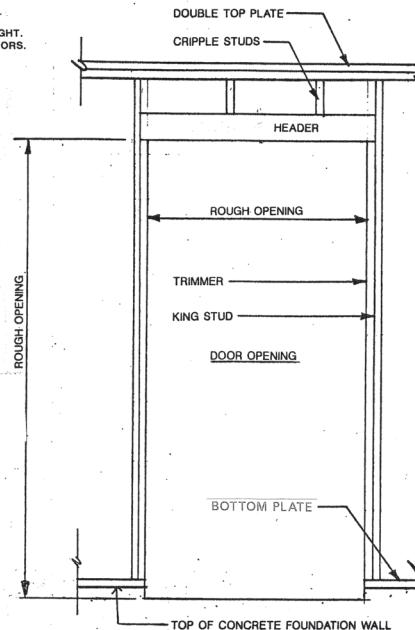 DOUBLE TOP PLATE
GHT.
ORS.
CRIPPLE STUDS
HEADER
ROUGH OPENING
ROUGH OPENING
TRIMMER
KING STUD
DOOR OPENING
BOTTOM PLATE
TOP OF CONCRETE FOUNDATION WALL